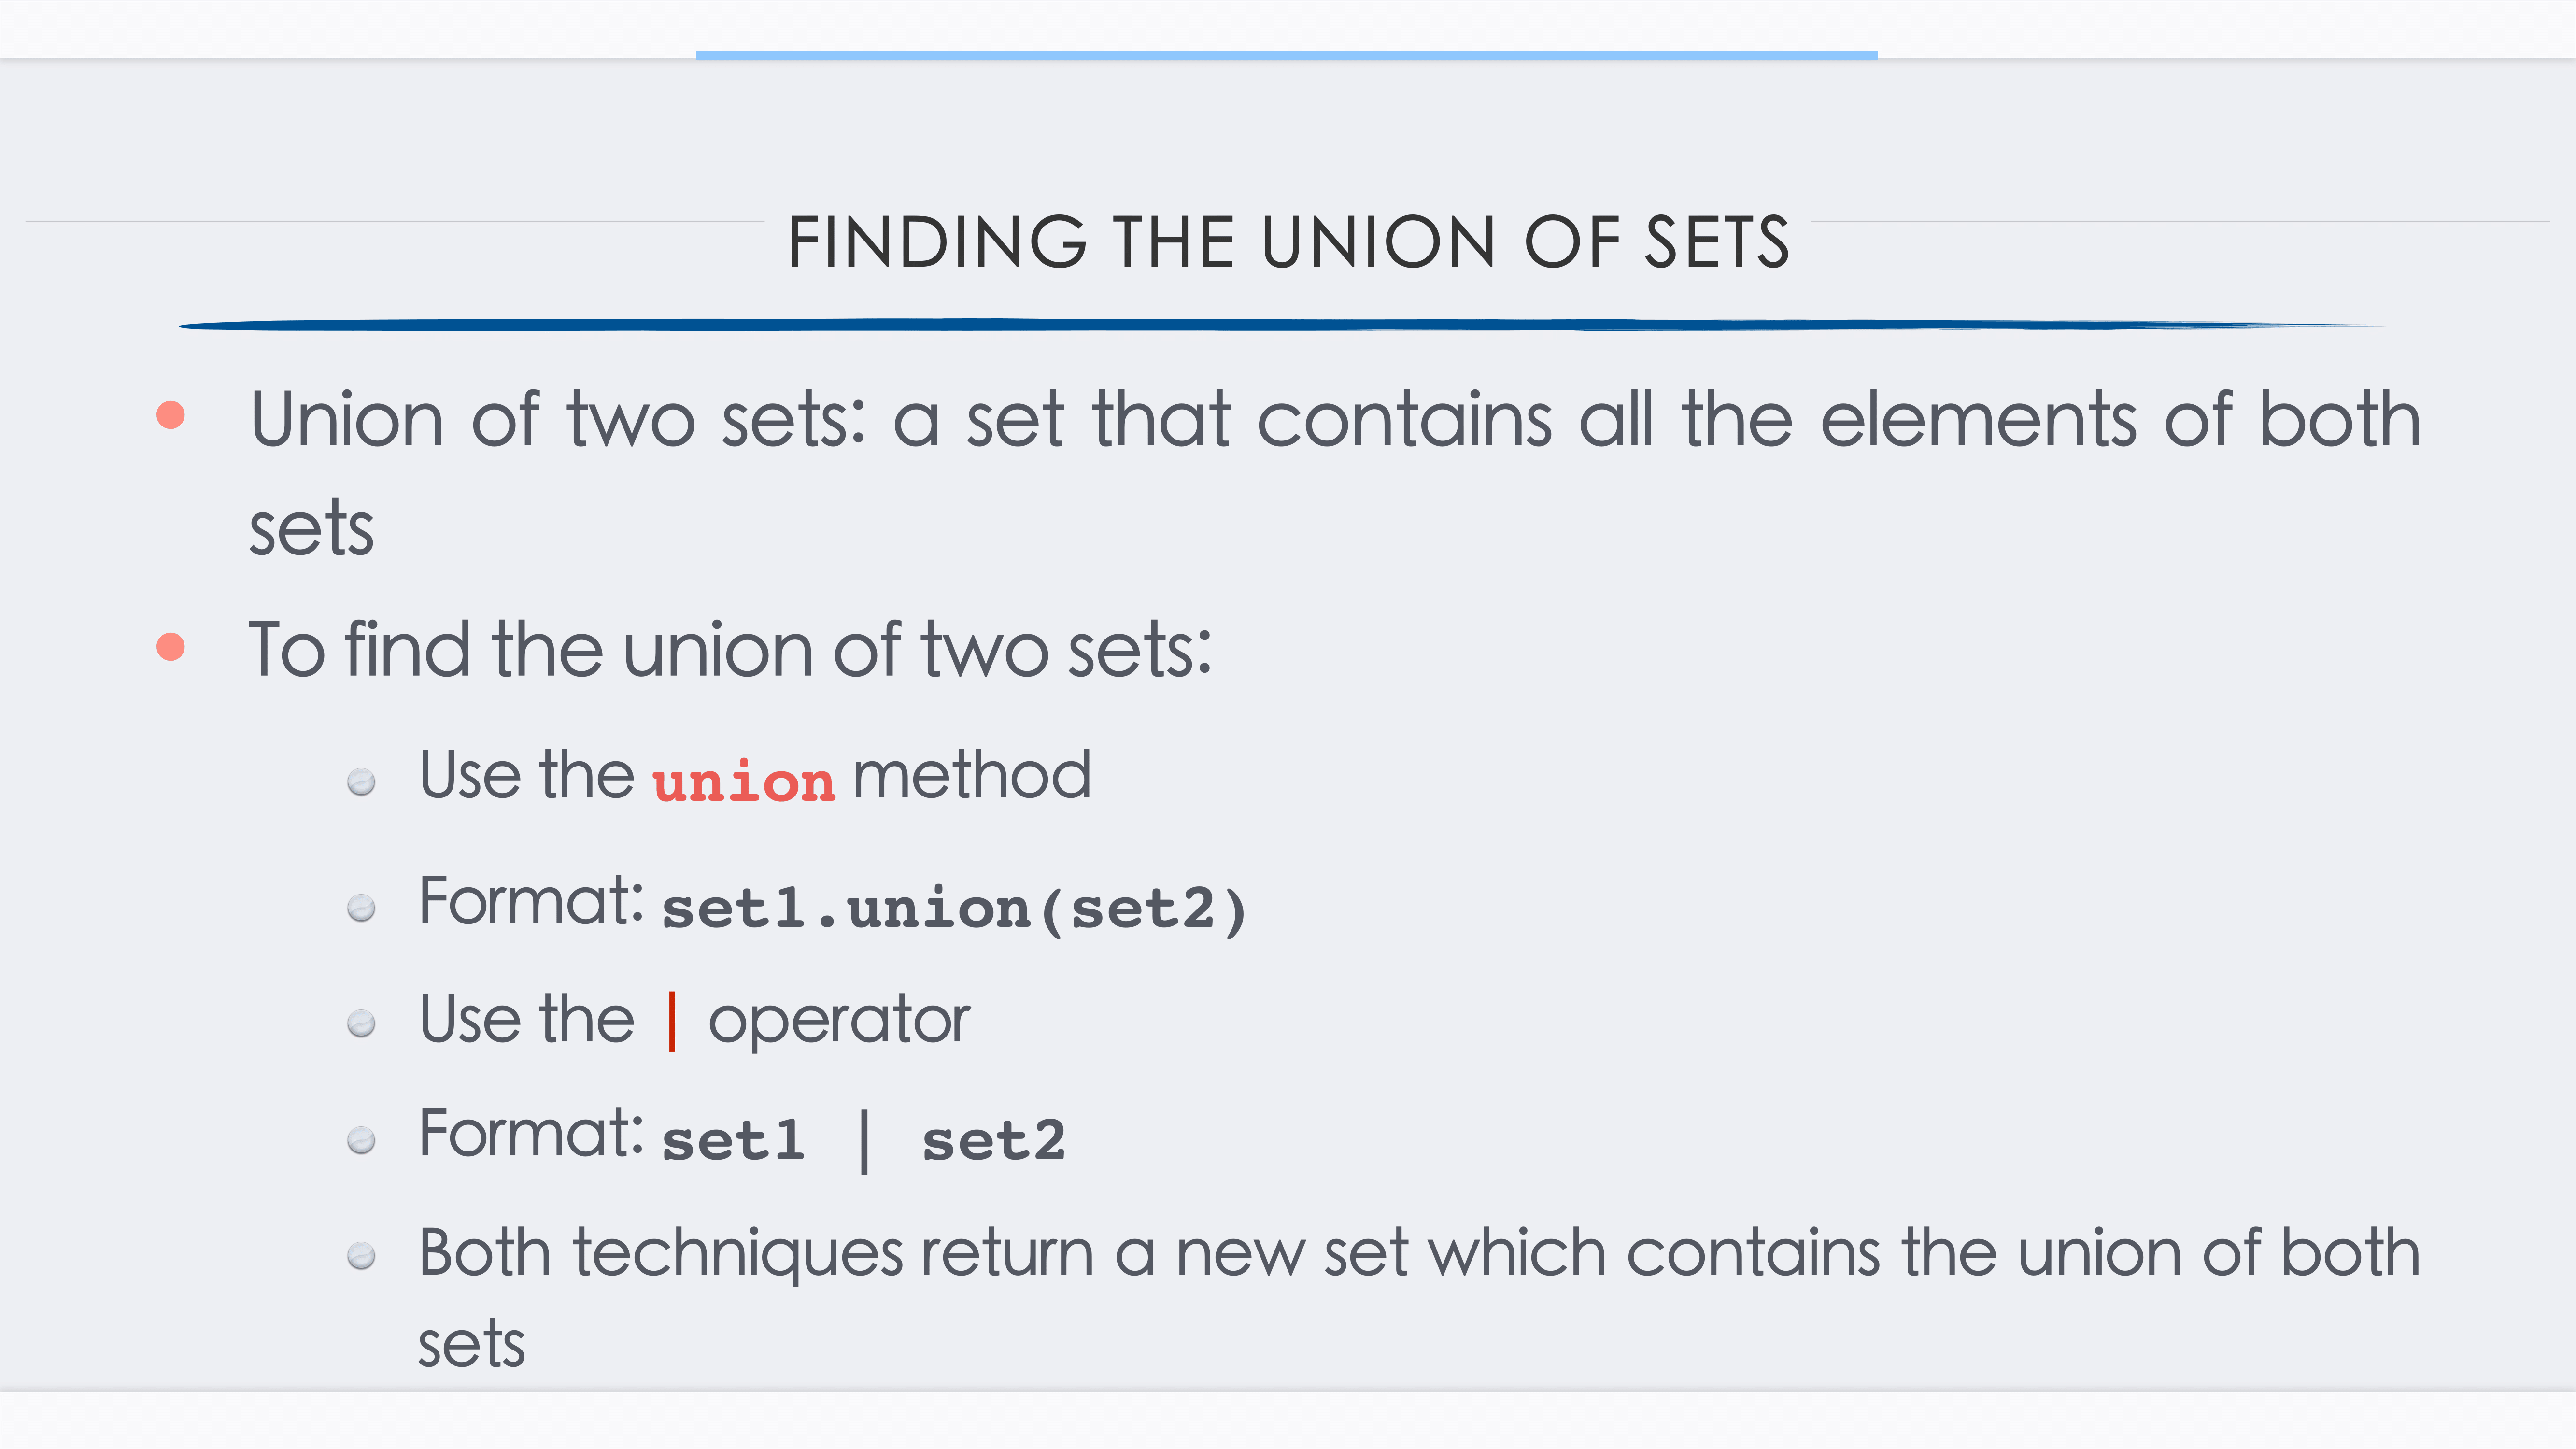 FINDING THE UNION OF SETS
Union of two sets: a set that contains all the elements of both
sets
To find the union of two sets:
Use the union method
Format: set1.union(set2)
Use the | operator
Format: set1 | set2
Both techniques return a new set which contains the union of both
sets